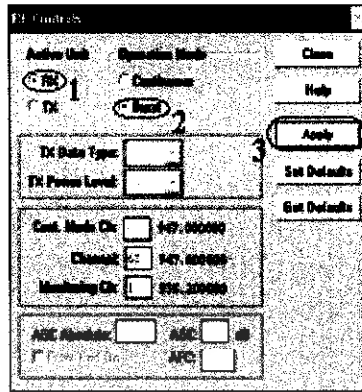 RF Controls
Active Unit
Operation Mode
Close
RX
1
Continuous
Help
TX
Burst
2
3
Apply
TX Data Type:
TX Power Level:
Set Defaults
Get Defaults
Cont. Mode Ch:
Channel:
Monitoring Ch:
AGC Absolute:
AGC:
dB
AFC: